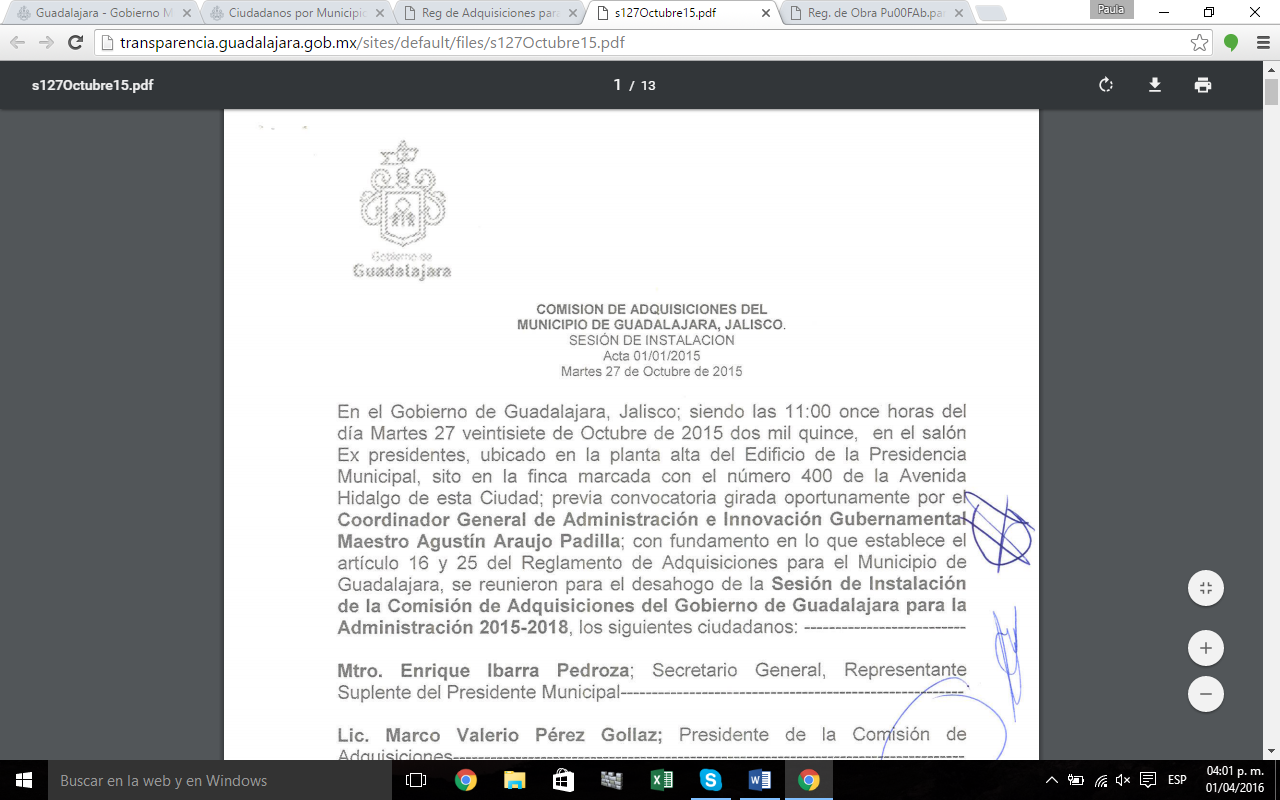 Guadalajara - Gobierno M
Ciudadanos por Municipio
Reg de Adquisiciones para
s127Octubre15.pdf
Reg. de Obra Pu00FAb.par
Paula
transparencia.guadalajara.gob.mx/sites/default/files/s127Octubre15.pdf
s127Octubre15.pdf
1 / 13
Gobierno de
Guadalajara
COMISION DE ADQUISICIONES DEL
MUNICIPIO DE GUADALAJARA, JALISCO.
SESIÓN DE INSTALACION
Acta 01/01/2015
Martes 27 de Octubre de 2015
En el Gobierno de Guadalajara, Jalisco; siendo las 11:00 once horas del
día Martes 27 veintisiete de Octubre de 2015 dos mil quince, en el salón
Ex presidentes, ubicado en la planta alta del Edificio de la Presidencia
Municipal, sito en la finca marcada con el número 400 de la Avenida
Hidalgo de esta Ciudad; previa convocatoria girada oportunamente por el
Coordinador General de Administración e Innovación Gubernamental
Maestro Agustín Araujo Padilla; con fundamento en lo que establece el
artículo 16 y 25 del Reglamento de Adquisiciones para el Municipio de
Guadalajara, se reunieron para el desahogo de la Sesión de Instalación
de la Comisión de Adquisiciones del Gobierno de Guadalajara para la
Administración 2015-2018, los siguientes ciudadanos: --------------------------
Mtro. Enrique Ibarra Pedroza; Secretario General, Representante
Suplente del Presidente Municipal-------------------------------------------------------
Lic. Marco Valerio Pérez Gollaz; Presidente de la Comisión de
Adquisiciones----------------------------------------------------------------------------------
Buscar en la web y en Windows
ESP
04:01 p. m.
01/04/2016